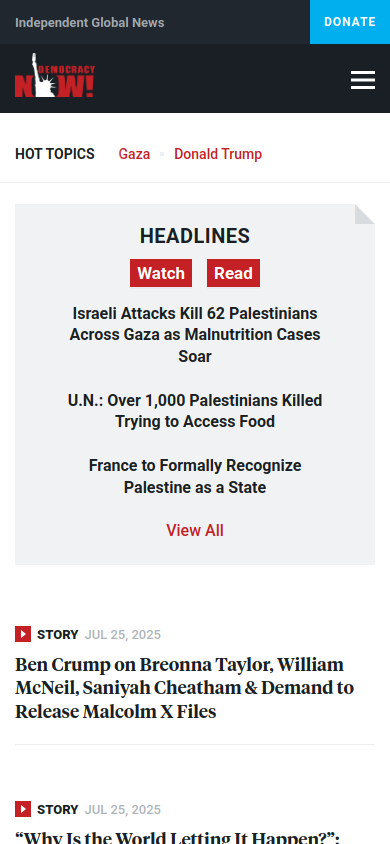 Independent Global News
DONATE
DEMOCRACY
NOW!
HOT TOPICS
Gaza
Donald Trump
HEADLINES
Watch
Read
Israeli Attacks Kill 62 Palestinians
Across Gaza as Malnutrition Cases
Soar
U.N.: Over 1,000 Palestinians Killed
Trying to Access Food
France to Formally Recognize
Palestine as a State
View All
STORY JUL 25, 2025
Ben Crump on Breonna Taylor, William
McNeil, Saniyah Cheatham & Demand to
Release Malcolm X Files
STORY JUL 25, 2025
“Why Is the World Letting It Happen?”: